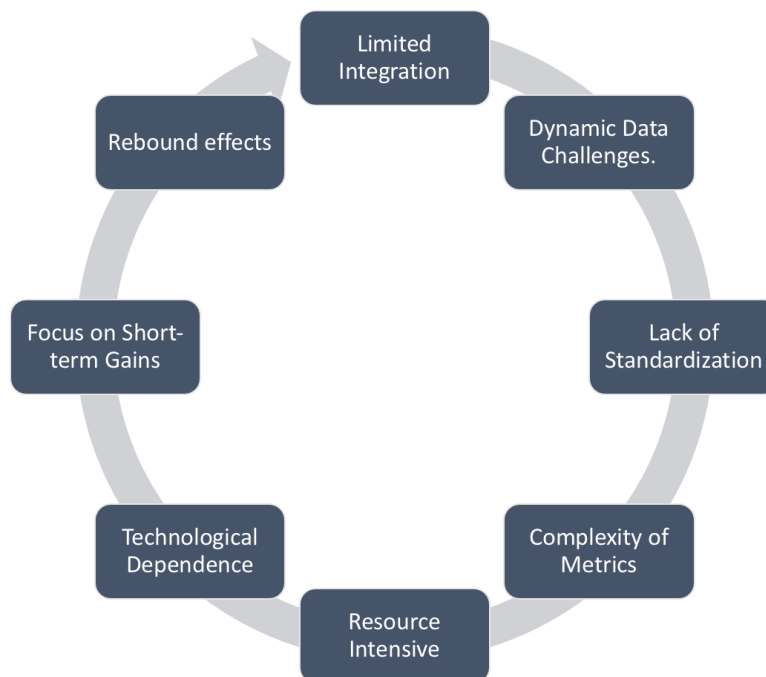 Limited
Integration
Dynamic Data
Challenges.
Lack of
Standardization
Complexity of
Metrics
Resource
Intensive
Technological
Dependence
Focus on Short-
term Gains
Rebound effects